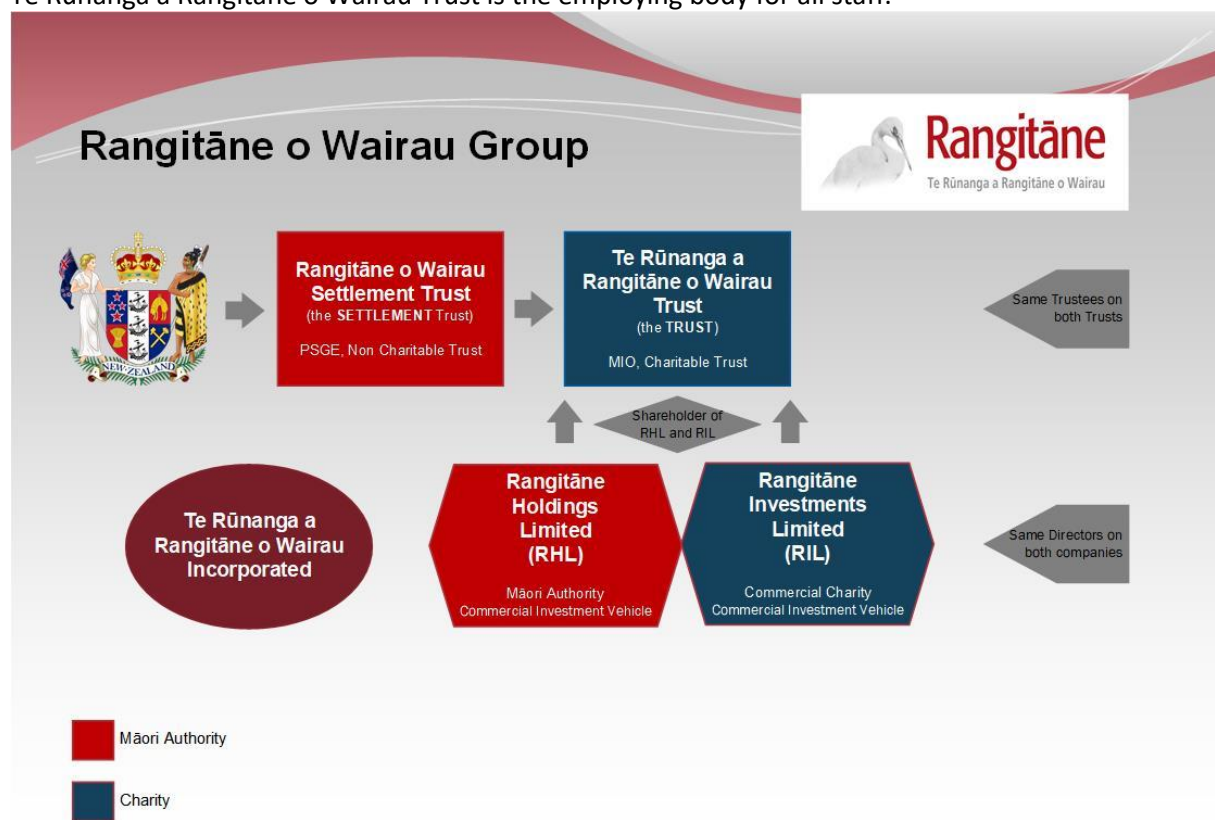 Te Rūnanga a Rangitāne o Wairau Trust is the employing body for all staff.
Rangitāne o Wairau Group
Rangitāne
Te Rūnanga a Rangitāne o Wairau
NEW·ZEALAND
Rangitāne o Wairau
Settlement Trust
(the SETTLEMENT Trust)
PSGE, Non Charitable Trust
Te Rūnanga a
Rangitāne o Wairau
Trust
(the TRUST)
MIO, Charitable Trust
Same Trustees on
both Trusts
Shareholder of
RHL and RIL
Te Rūnanga a
Rangitāne o Wairau
Incorporated
Rangitāne
Holdings
Limited
(RHL)
Māori Authority
Commercial Investment Vehicle
Rangitāne
Investments
Limited
(RIL)
Commercial Charity
Commercial Investment Vehicle
Same Directors on
both companies
Māori Authority
Charity